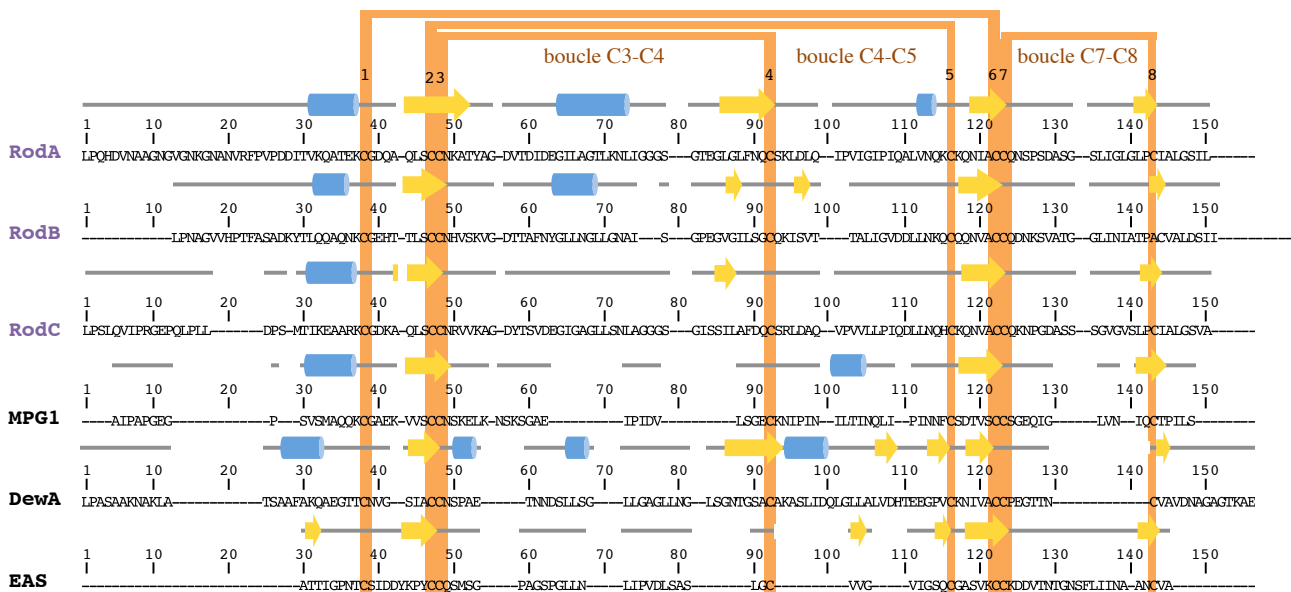 boucle C3-C4 boucle C4-C5 boucle C7-C8
1 23 4 5 67 8
1 10 20 30 40 50 60 70 80 90 100 110 120 130 140 150
RodA LPQHDVNAAGNGVGNKGNANVRFPVPDDITVKQATEKCGDQA-QLSCCNKATYAG-DVTDIDEGILAGTLKNLIGGGS---GTEGLGLFNQCSKLDLQ--IPVIGIPIQALVNQKCKQNIACCQNSPSDASG--SLIGLGLPCIALGSIL-----
1 10 20 30 40 50 60 70 80 90 100 110 120 130 140 150
RodB ------------LPNAGVVHPTFASADKYTLQQAQNKCGEHT-TLSCCNHVSKVG-DTTAFNYGLLNGLLGNAI---S---GPEGVGILSGCQKISVT--TALIGVDDLLNKQCQQNVACCQDNKSVATG--GLINIATPACVALDSII----------
1 10 20 30 40 50 60 70 80 90 100 110 120 130 140 150
RodC LPSLQVIPRGEPQLPLL-------DPS-MTIKEAARKCGDKA-QLSCCNRVVKAG-DYTSVDEGIGAGLLSNLAGGGS---GISSILAFDQCSRLDAQ--VPVVLLPIQDLLNQHCKQNVACCQKNPGDASS--SGVGVSLPCIALGSVA------
1 10 20 30 40 50 60 70 80 90 100 110 120 130 140 150
MPG1 ----AIPAPGEG-------------P---SVSMAQQKCGAEK-VVSCCNSKELK-NSKSGAE----------IPIDV----------LSGECKNIPIN--ILTINQLI--PINNFCSDTVSCCSGEQIG------LVN--IQCTPILS--------
1 10 20 30 40 50 60 70 80 90 100 110 120 130 140 150
DewA LPASAAKNAKLA------------TSAAFAKQAEGTTCNVG--SIACCNSPAE------TNNDSLLSG----LLGAGLLNG--LSGNTGSACAKASLIDQLGLLALVDHTEEGPVCKNIVACCPEGTTN-------------CVAVDNAGAGTKAE
1 10 20 30 40 50 60 70 80 90 100 110 120 130 140 150
EAS -----------------------------ATTIGPNTCSIDDYKPYCCQSMSG-----PAGSPGLLN-----LIPVDLSAS--------LGC----------VVG-----VIGSQCGASVKCCKDDVTNTGNSFLIINA-ANCVA-----------